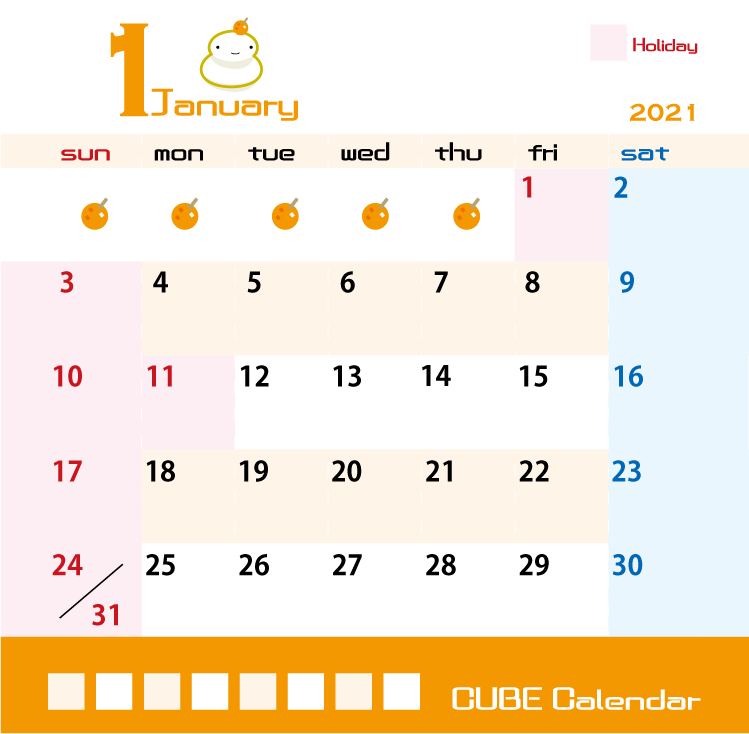 1 January
Holiday
2021
sun mon tue wed thu fri sat
1 2
3 4 5 6 7 8 9
10 11 12 13 14 15 16
17 18 19 20 21 22 23
24/31 25 26 27 28 29 30
CUBE Calendar